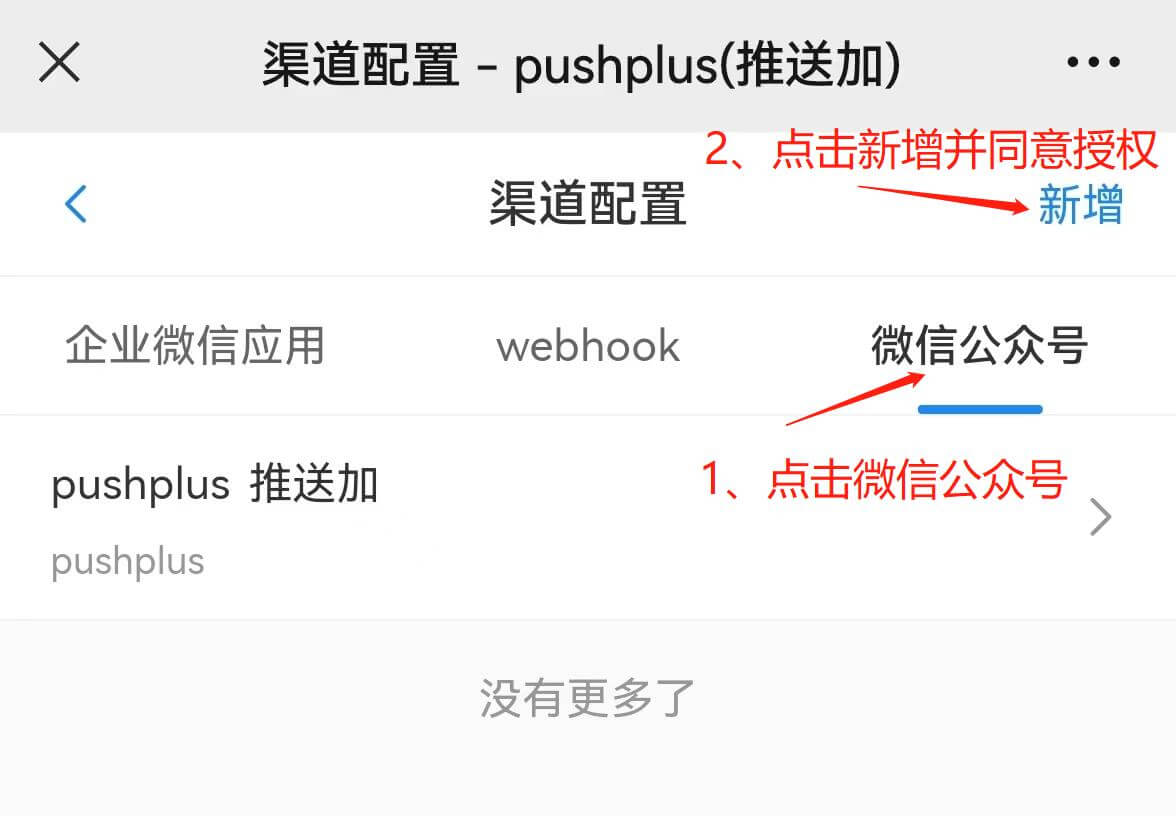 渠道配置 – pushplus(推送加)
2、点击新增并同意授权
渠道配置
新增
企业微信应用
webhook
微信公众号
pushplus 推送加
1、点击微信公众号
pushplus
没有更多了